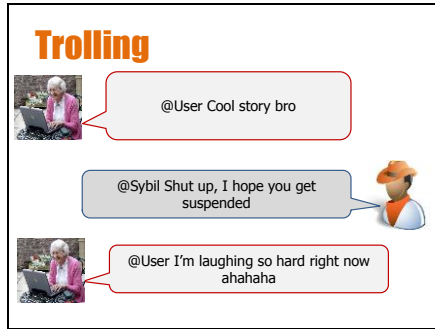 Trolling
@User Cool story bro
@Sybil Shut up, I hope you get
suspended
@User I'm laughing so hard right now
ahahaha